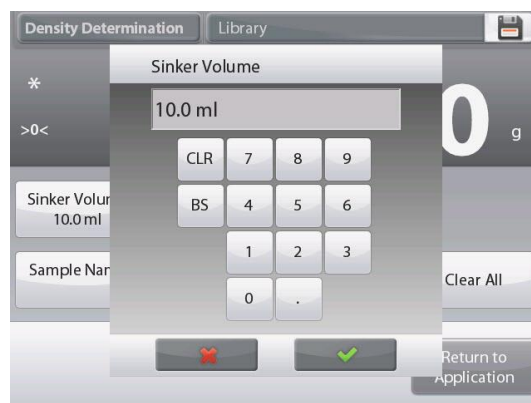 Density Determination
Library
Sinker Volume
*
10.0 ml
>0<
0
g
CLR
7
8
9
Sinker Volu
10.0 ml
BS
4
5
6
1
2
3
Sample Nar
Clear All
0
.
Return to
Application